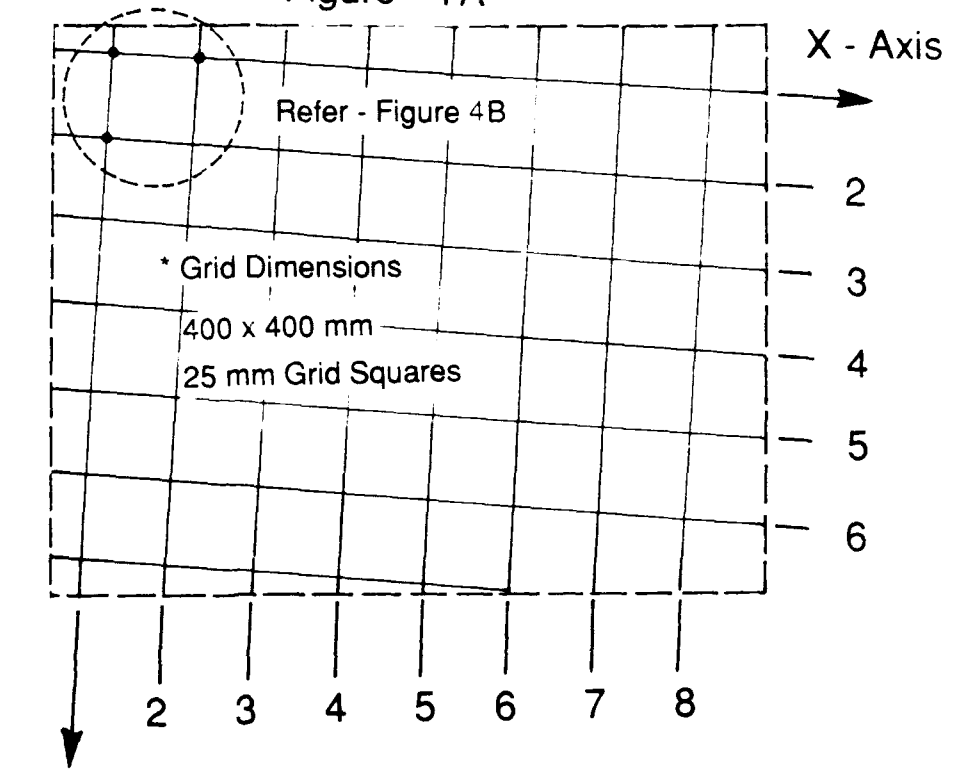 X - Axis
Refer - Figure 4B
2
3
* Grid Dimensions
400 x 400 mm
4
25 mm Grid Squares
5
6
2 3 4 5 6 7 8